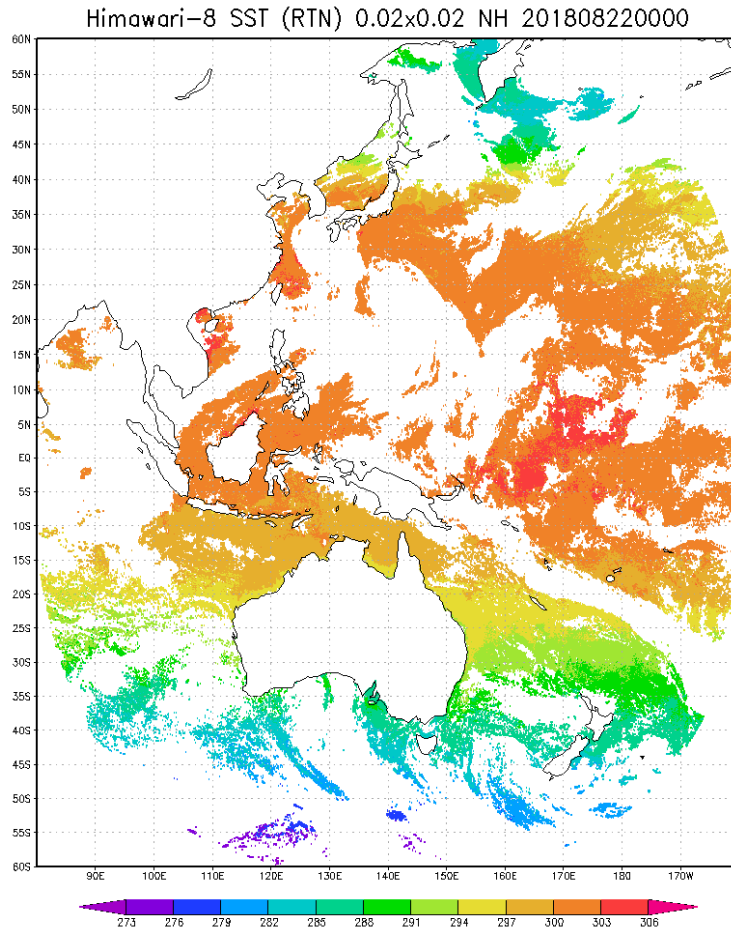 Himawari-8 SST (RTN) 0.02x0.02 NH 201808220000
60N
55N
50N
45N
40N
35N
30N
25N
20N
15N
10N
5N
EQ
5S
10S
15S
20S
25S
30S
35S
40S
45S
50S
55S
60S
90E 100E 110E 120E 130E 140E 150E 160E 170E 180 170W
273 276 279 282 285 288 291 294 297 300 303 306